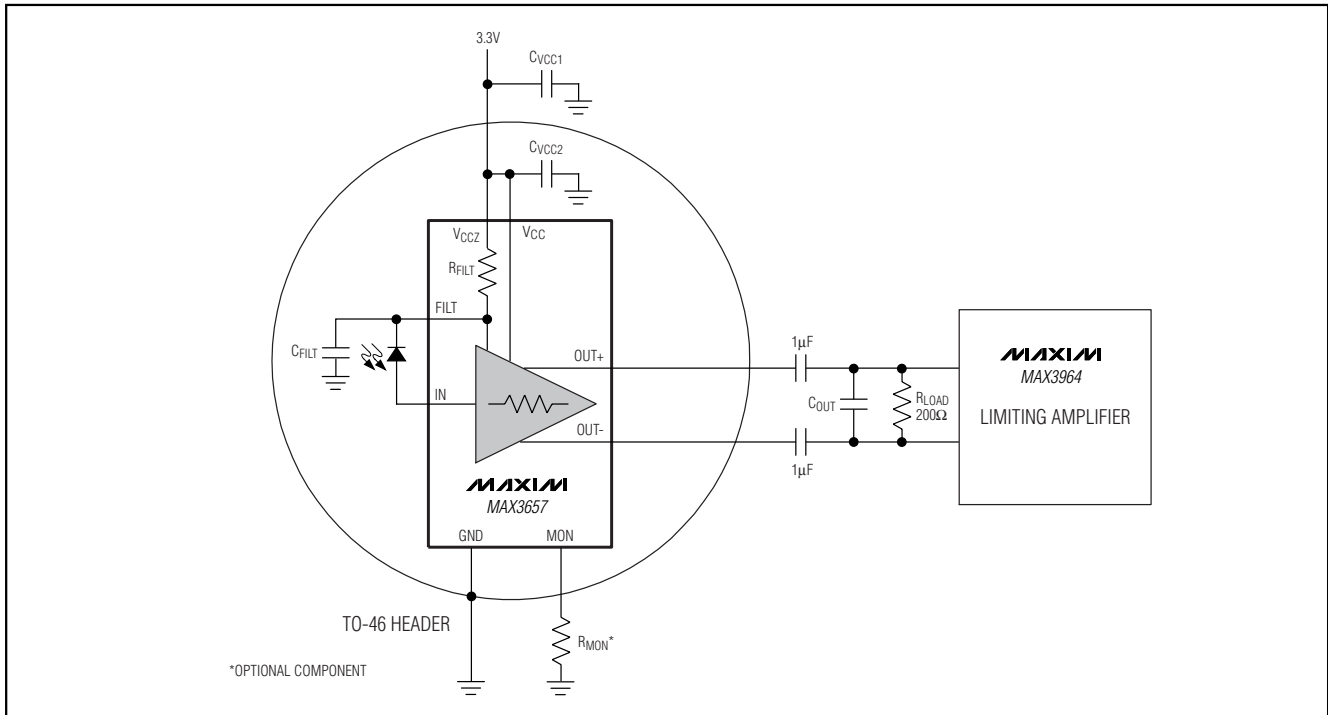 3.3V
CVCC1
CVCC2
VCCZ
VCC
RFILT
FILT
CFILT
OUT+
1µF
MAXIM
MAX3964
IN
COUT
RLOAD
200Ω
LIMITING AMPLIFIER
OUT-
1µF
MAXIM
MAX3657
GND
MON
TO-46 HEADER
RMON*
*OPTIONAL COMPONENT